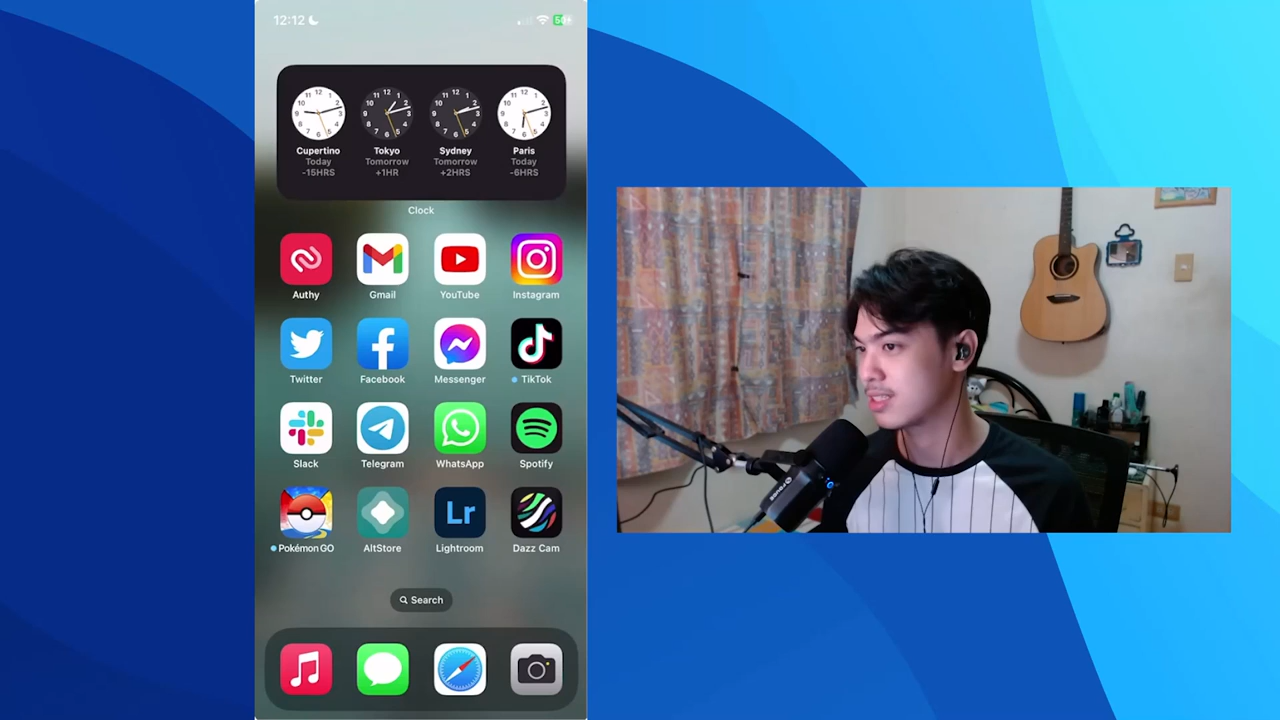 12:12
50
Cupertino Tokyo Sydney Paris
Today Tomorrow Tomorrow Today
-15HRS +1HR +2HRS -6HRS
Clock
Authy Gmail YouTube Instagram
Twitter Facebook Messenger TikTok
Slack Telegram WhatsApp Spotify
Lr
Pokémon GO AltStore Lightroom Dazz Cam
Search